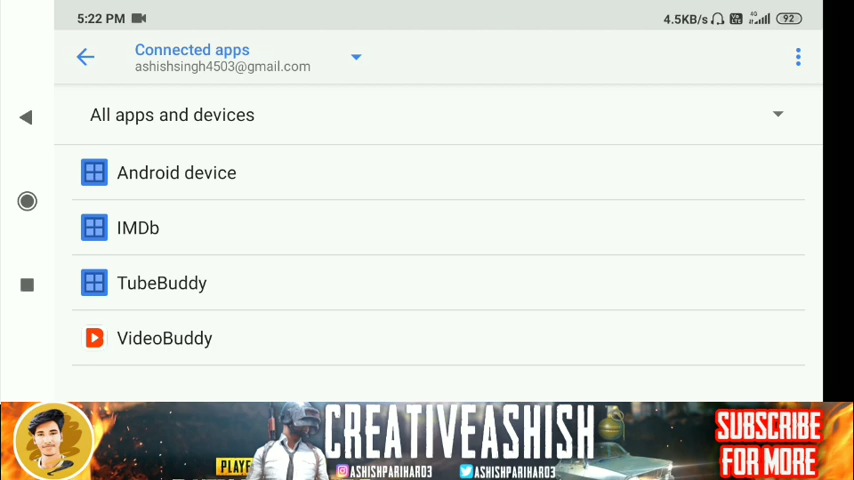 5:22 PM
4.5KB/s
4G
92
Connected apps
ashishsingh4503@gmail.com
All apps and devices
Android device
IMDb
TubeBuddy
VideoBuddy
CREATIVEASHISH
SUBSCRIBE
FOR MORE
ASHISHPARIHAR03
ASHISHPARIHAR03